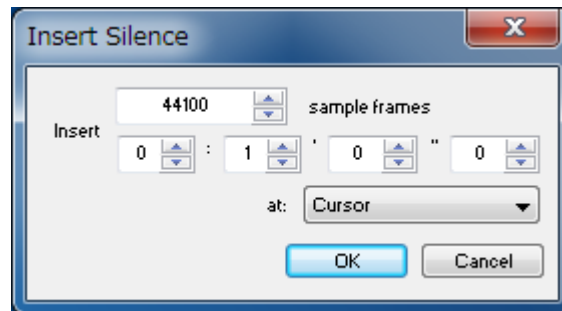 Insert Silence
44100 sample frames
Insert
0 : 1 ' 0 " 0
at: Cursor
OK Cancel